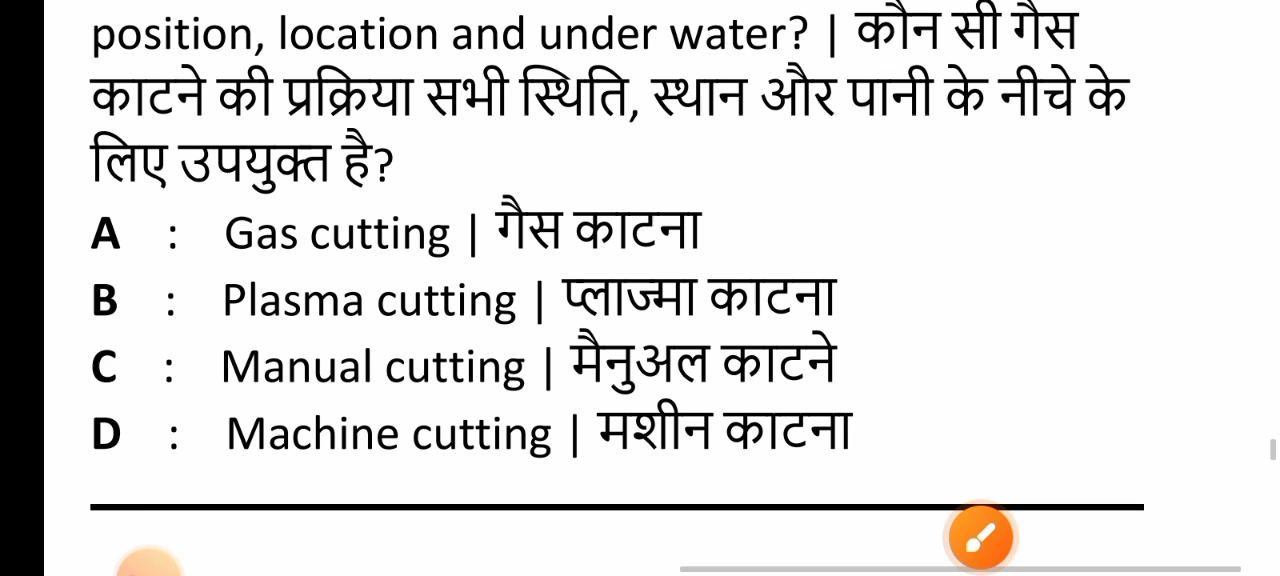 position, location and under water? | कौन सी गैस
काटने की प्रक्रिया सभी स्थिति, स्थान और पानी के नीचे के
लिए उपयुक्त है?
A : Gas cutting | गैस काटना
B : Plasma cutting | प्लाज्मा काटना
C : Manual cutting | मैनुअल काटने
D : Machine cutting | मशीन काटना